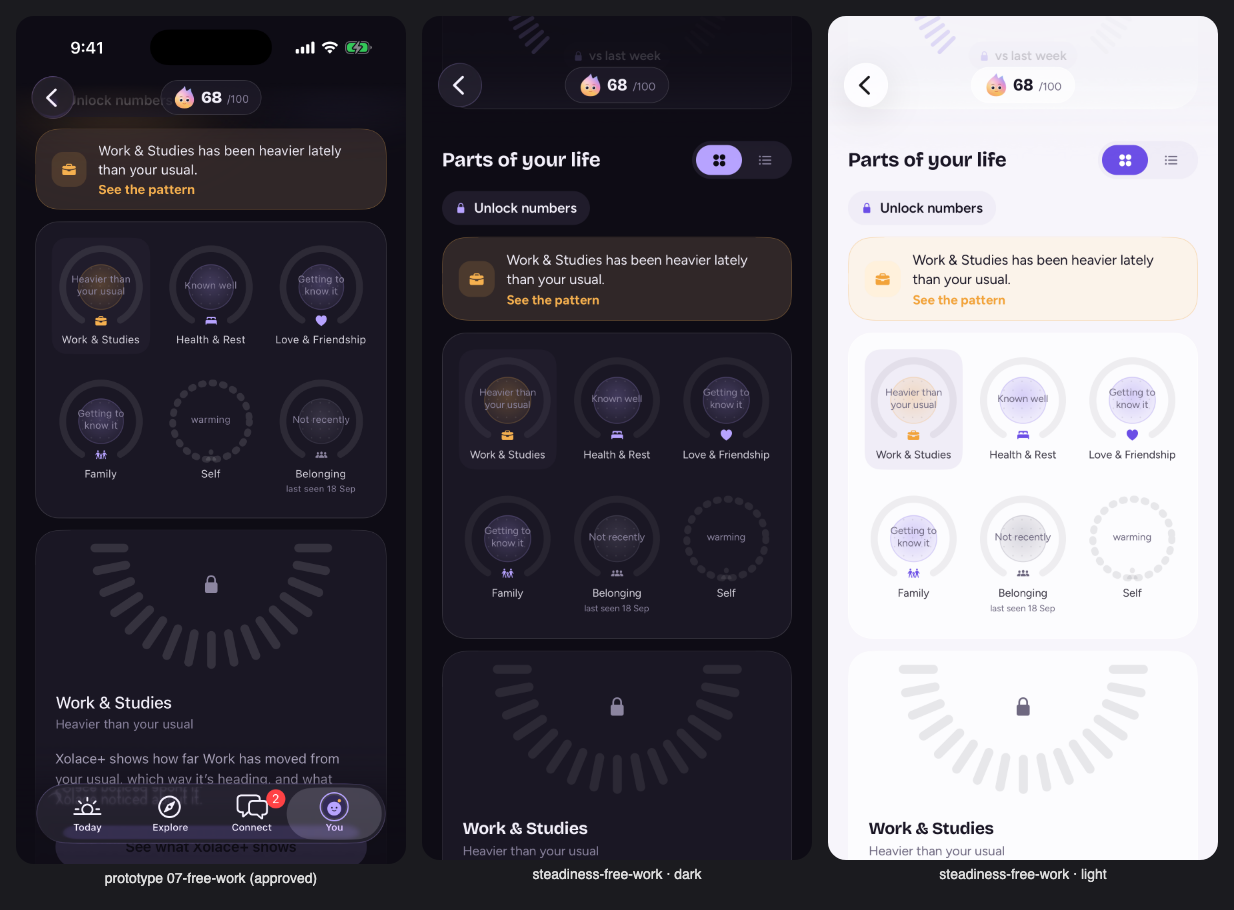 9:41
Unlock numbers
68 /100
Work & Studies has been heavier lately
than your usual.
See the pattern
Heavier than
your usual
Work & Studies
Known well
Health & Rest
Getting to
know it
Love & Friendship
Getting to
know it
Family
warming
Self
Not recently
Belonging
last seen 18 Sep
Work & Studies
Heavier than your usual
Xolace+ shows how far Work has moved from
your usual, which way it's heading, and what
Xolace noticed about it.
Today
Explore
2
Connect
You
See what Xolace+ shows
prototype 07-free-work (approved)
vs last week
68 /100
Parts of your life
Unlock numbers
Work & Studies has been heavier lately
than your usual.
See the pattern
Heavier than
your usual
Work & Studies
Known well
Health & Rest
Getting to
know it
Love & Friendship
Getting to
know it
Family
Not recently
Belonging
last seen 18 Sep
warming
Self
Work & Studies
Heavier than your usual
steadiness-free-work · dark
vs last week
68 /100
Parts of your life
Unlock numbers
Work & Studies has been heavier lately
than your usual.
See the pattern
Heavier than
your usual
Work & Studies
Known well
Health & Rest
Getting to
know it
Love & Friendship
Getting to
know it
Family
Not recently
Belonging
last seen 18 Sep
warming
Self
Work & Studies
Heavier than your usual
steadiness-free-work · light